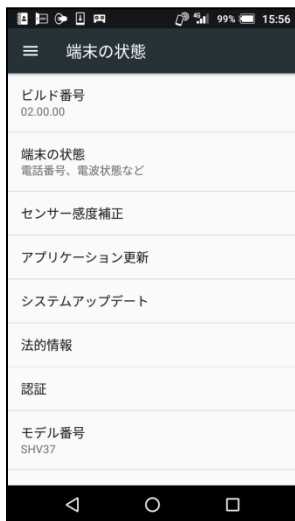 4G 99% 15:56
端末の状態
ビルド番号
02.00.00
端末の状態
電話番号、電波状態など
センサー感度補正
アプリケーション更新
システムアップデート
法的情報
認証
モデル番号
SHV37